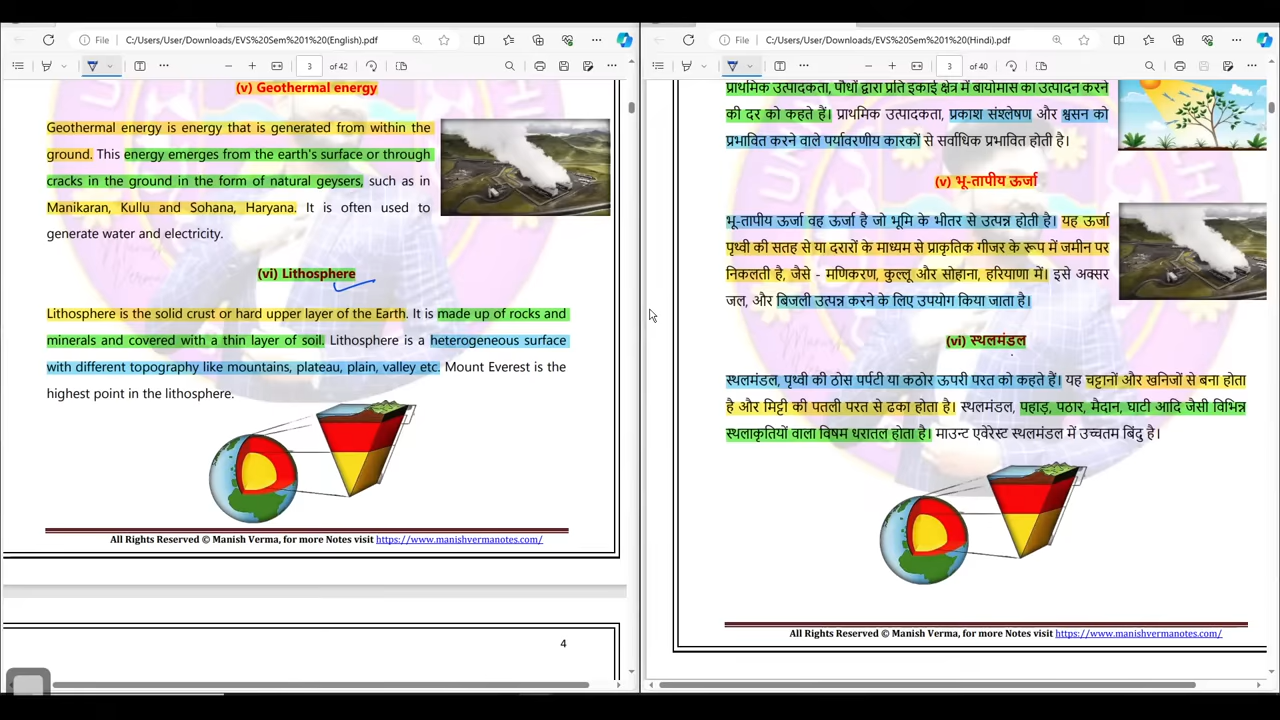 File C:/Users/User/Downloads/EVS%20Sem%201%20(English).pdf
3 of 42
(v) Geothermal energy
Geothermal energy is energy that is generated from within the
ground. This energy emerges from the earth's surface or through
cracks in the ground in the form of natural geysers, such as in
Manikaran, Kullu and Sohana, Haryana. It is often used to
generate water and electricity.
(vi) Lithosphere
Lithosphere is the solid crust or hard upper layer of the Earth. It is made up of rocks and
minerals and covered with a thin layer of soil. Lithosphere is a heterogeneous surface
with different topography like mountains, plateau, plain, valley etc. Mount Everest is the
highest point in the lithosphere.
All Rights Reserved © Manish Verma, for more Notes visit https://www.manishvermanotes.com/
4
File C:/Users/User/Downloads/EVS%20Sem%201%20(Hindi).pdf
3 of 40
प्राथमिक उत्पादकता, पौधों द्वारा प्रति इकाई क्षेत्र में बायोमास का उत्पादन करने
की दर को कहते हैं। प्राथमिक उत्पादकता, प्रकाश संश्लेषण और श्वसन को
प्रभावित करने वाले पर्यावरणीय कारकों से सर्वाधिक प्रभावित होती है।
(v) भू-तापीय ऊर्जा
भू-तापीय ऊर्जा वह ऊर्जा है जो भूमि के भीतर से उत्पन्न होती है। यह ऊर्जा
पृथ्वी की सतह से या दरारों के माध्यम से प्राकृतिक गीजर के रूप में जमीन पर
निकलती है, जैसे - मणिकरण, कुल्लू और सोहाना, हरियाणा में। इसे अक्सर
जल, और बिजली उत्पन्न करने के लिए उपयोग किया जाता है।
(vi) स्थलमंडल
स्थलमंडल, पृथ्वी की ठोस पर्पटी या कठोर ऊपरी परत को कहते हैं। यह चट्टानों और खनिजों से बना होता
है और मिट्टी की पतली परत से ढका होता है। स्थलमंडल, पहाड़, पठार, मैदान, घाटी आदि जैसी विभिन्न
स्थलाकृतियों वाला विषम धरातल होता है। माउन्ट एवेरेस्ट स्थलमंडल में उच्चतम बिंदु है।
All Rights Reserved © Manish Verma, for more Notes visit https://www.manishvermanotes.com/